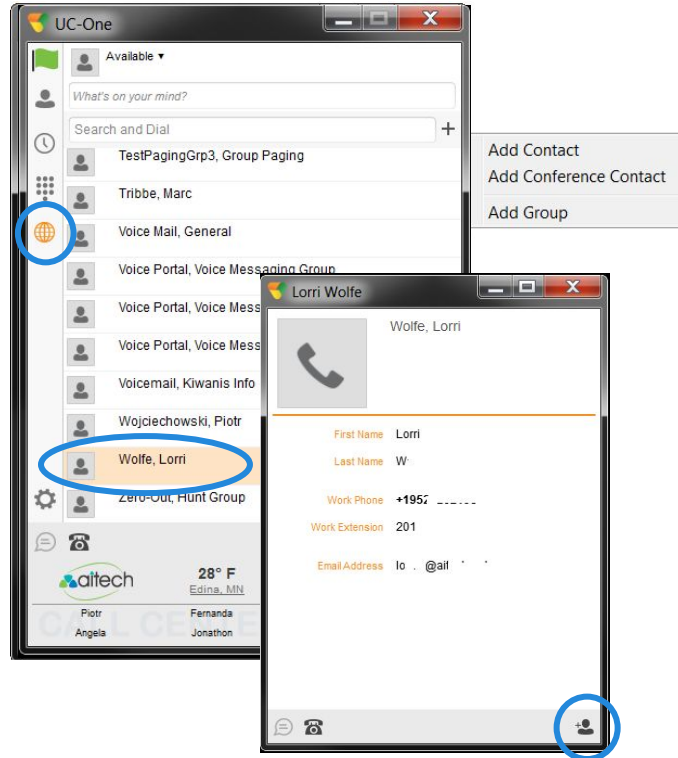 UC-One
Available ▾
What's on your mind?
Search and Dial +
TestPagingGrp3, Group Paging
Tribbe, Marc
Voice Mail, General
Voice Portal, Voice Messaging Group
Voice Portal, Voice Mess
Voice Portal, Voice Mess
Voicemail, Kiwanis Info
Wojciechowski, Piotr
Wolfe, Lorri
Zero-Out, Hunt Group
aitech
28° F
Edina, MN
CALL CENTE
Piotr Fernanda
Angela Jonathon
Add Contact
Add Conference Contact
Add Group
Lorri Wolfe
Wolfe, Lorri
First Name Lorri
Last Name W
Work Phone +1952
Work Extension 201
Email Address lo . @ait